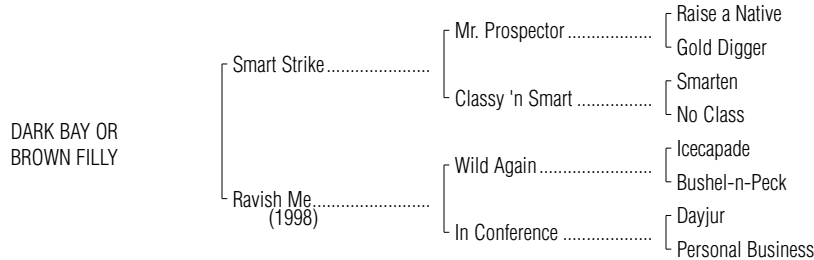 Raise a Native
Mr. Prospector ..................
Gold Digger
Smart Strike......................
Smarten
Classy 'n Smart ................
No Class
DARK BAY OR
BROWN FILLY
Icecapade
Wild Again........................
Bushel-n-Peck
Ravish Me.........................
(1998)
Dayjur
In Conference ...................
Personal Business